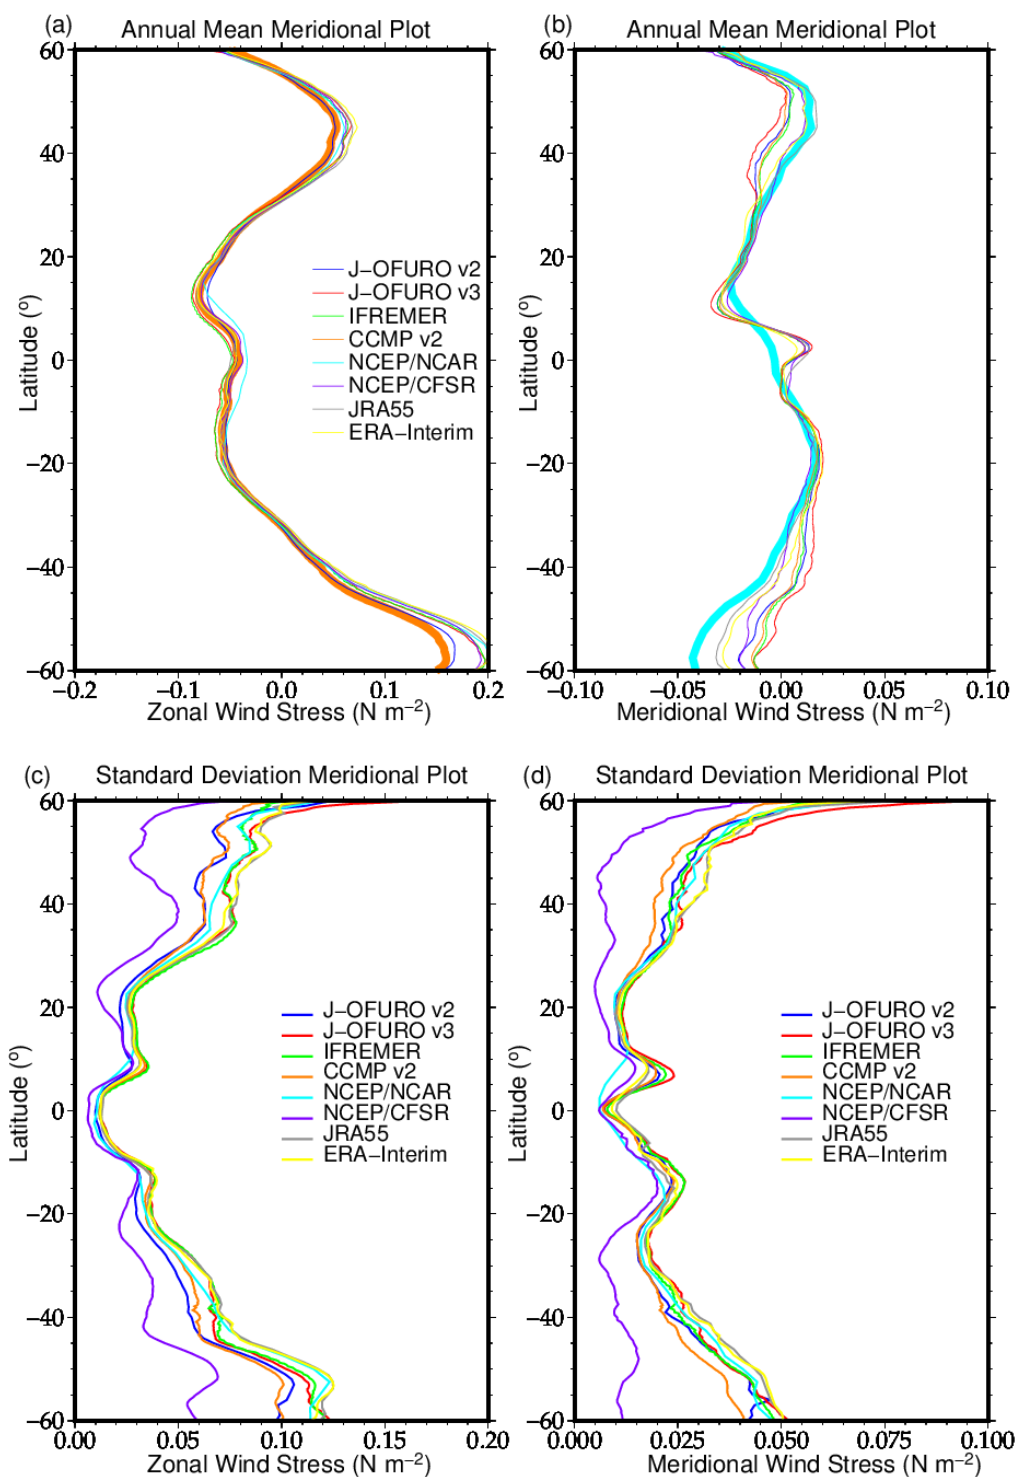 (a) Annual Mean Meridional Plot
60
40
20
0
−20
−40
−60
Latitude (º)
J−OFURO v2
J−OFURO v3
IFREMER
CCMP v2
NCEP/NCAR
NCEP/CFSR
JRA55
ERA−Interim
−0.2 −0.1 0.0 0.1 0.2
Zonal Wind Stress (N m−2)
(b) Annual Mean Meridional Plot
60
40
20
0
−20
−40
−60
Latitude (º)
−0.10 −0.05 0.00 0.05 0.10
Meridional Wind Stress (N m−2)
(c) Standard Deviation Meridional Plot
60
40
20
0
−20
−40
−60
Latitude (º)
J−OFURO v2
J−OFURO v3
IFREMER
CCMP v2
NCEP/NCAR
NCEP/CFSR
JRA55
ERA−Interim
0.00 0.05 0.10 0.15 0.20
Zonal Wind Stress (N m−2)
(d) Standard Deviation Meridional Plot
60
40
20
0
−20
−40
−60
Latitude (º)
J−OFURO v2
J−OFURO v3
IFREMER
CCMP v2
NCEP/NCAR
NCEP/CFSR
JRA55
ERA−Interim
0.000 0.025 0.050 0.075 0.100
Meridional Wind Stress (N m−2)